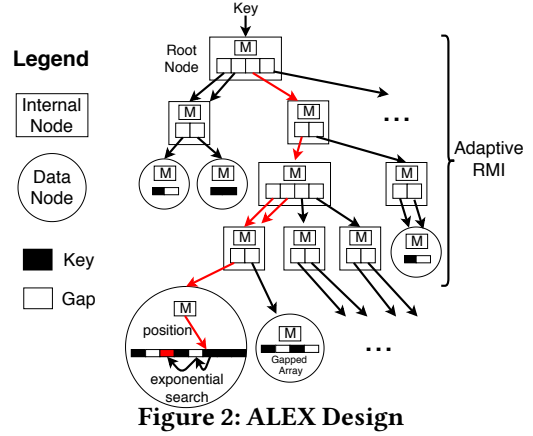 Key
Root
Node
M
Legend
Internal
Node
Data
Node
Key
Gap
M
M
...
M
M
M
M
Adaptive
RMI
M
M
M
M
M
position
M
Gapped
Array
...
exponential
search
Figure 2: ALEX Design